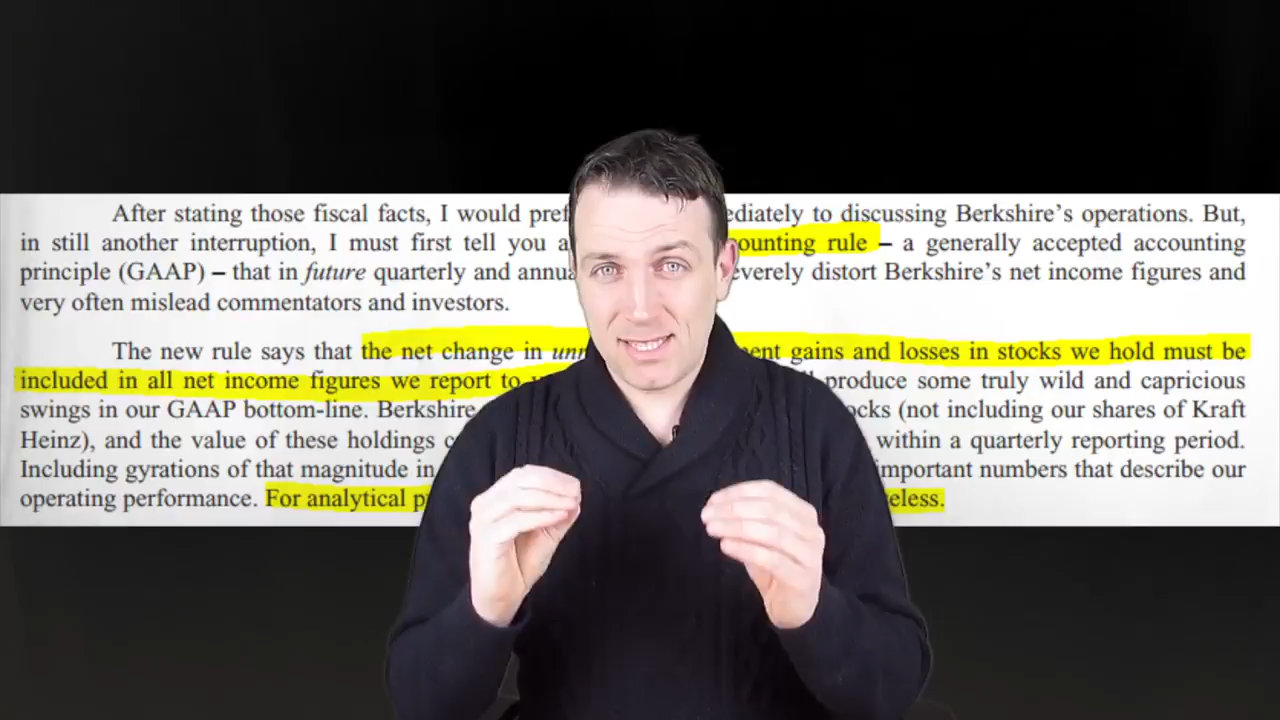 After stating those fiscal facts, I would pref ediately to discussing Berkshire's operations. But,
in still another interruption, I must first tell you a ounting rule – a generally accepted accounting
principle (GAAP) – that in future quarterly and annua everely distort Berkshire's net income figures and
very often mislead commentators and investors.
The new rule says that the net change in un ent gains and losses in stocks we hold must be
included in all net income figures we report to produce some truly wild and capricious
swings in our GAAP bottom-line. Berkshire ocks (not including our shares of Kraft
Heinz), and the value of these holdings c within a quarterly reporting period.
Including gyrations of that magnitude in important numbers that describe our
operating performance. For analytical p eless.